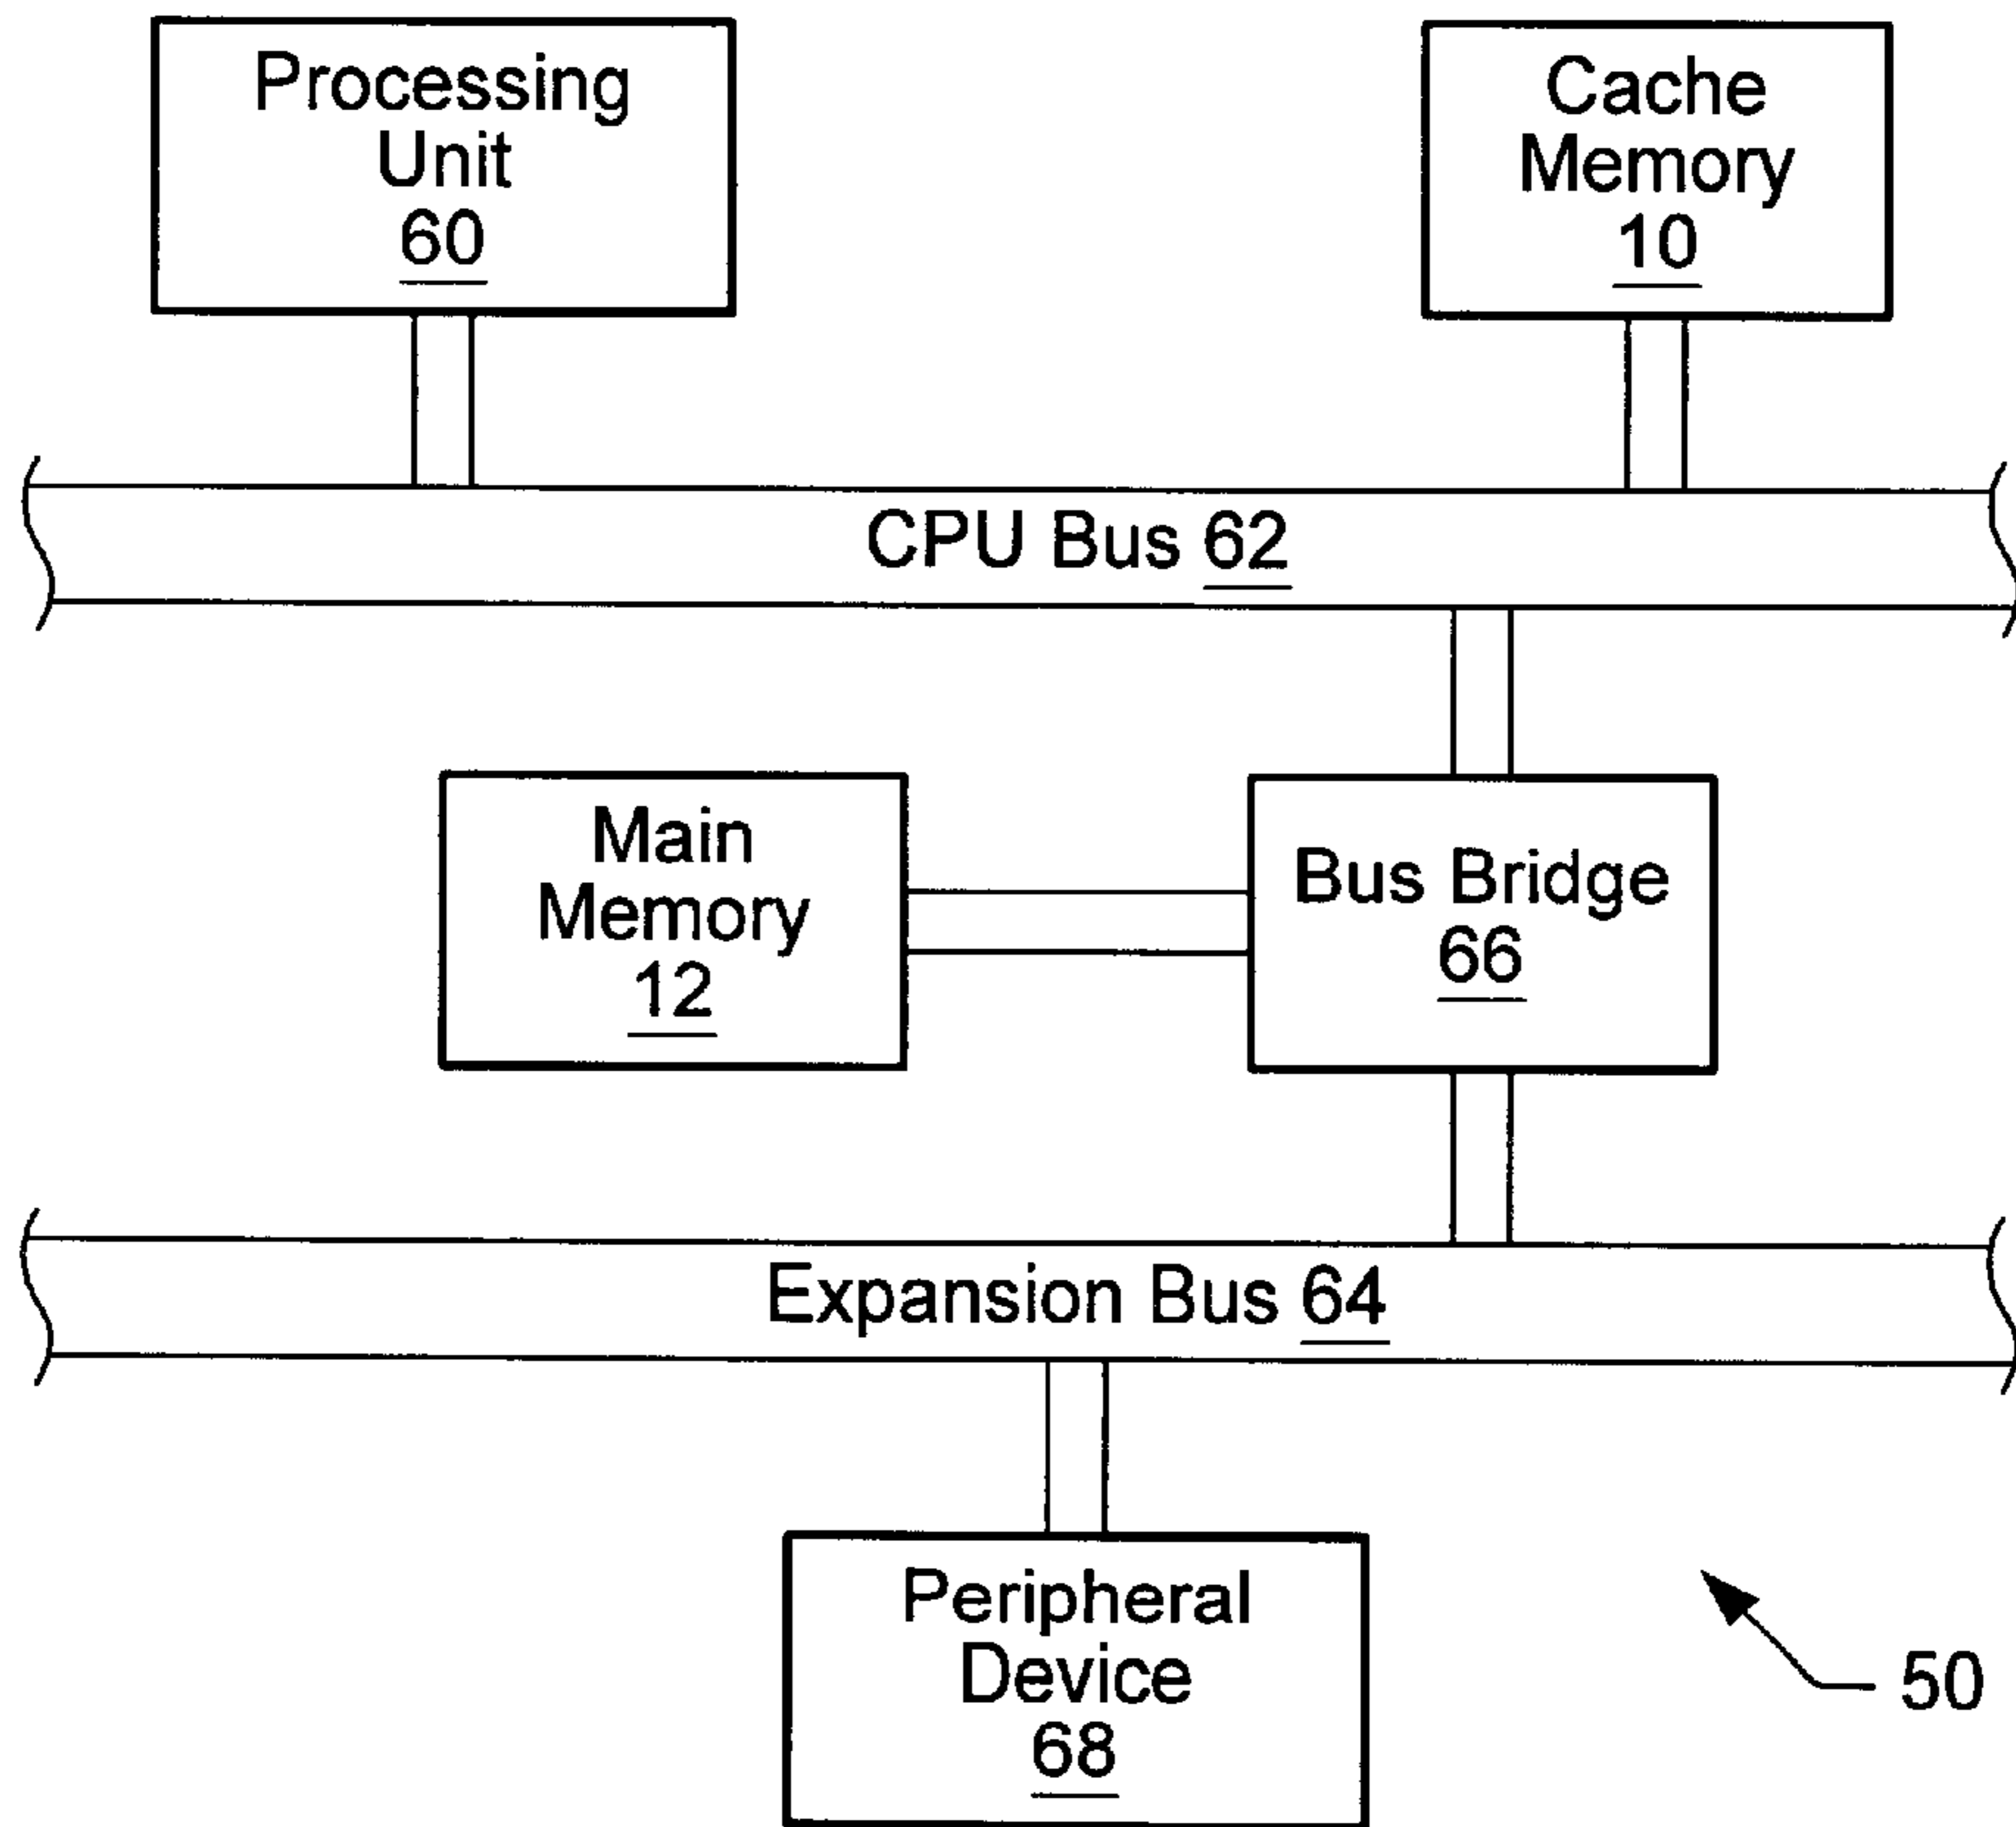 Processing
Unit
60
Cache
Memory
10
CPU Bus 62
Main
Memory
12
Bus Bridge
66
Expansion Bus 64
Peripheral
Device
68
50